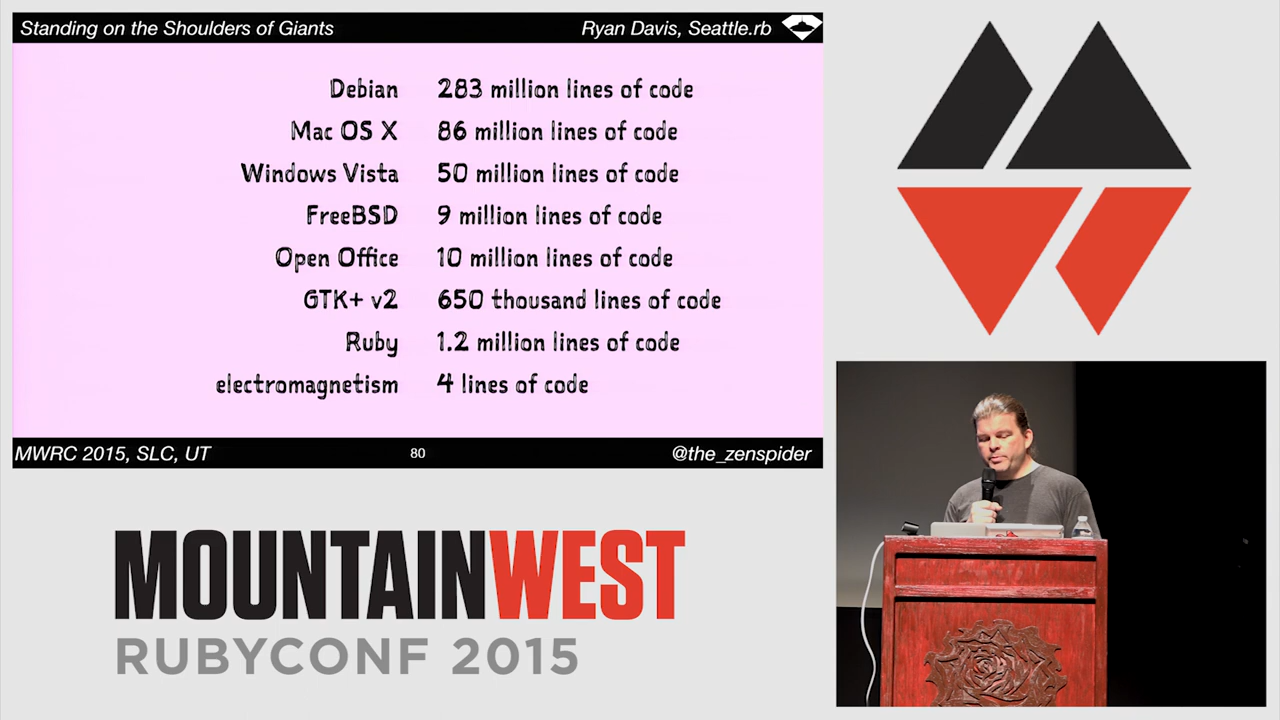 Standing on the Shoulders of Giants
Ryan Davis, Seattle.rb
Debian 283 million lines of code
Mac OS X 86 million lines of code
Windows Vista 50 million lines of code
FreeBSD 9 million lines of code
Open Office 10 million lines of code
GTK+ v2 650 thousand lines of code
Ruby 1.2 million lines of code
electromagnetism 4 lines of code
MWRC 2015, SLC, UT
80
@the_zenspider
MOUNTAINWEST
RUBYCONF 2015